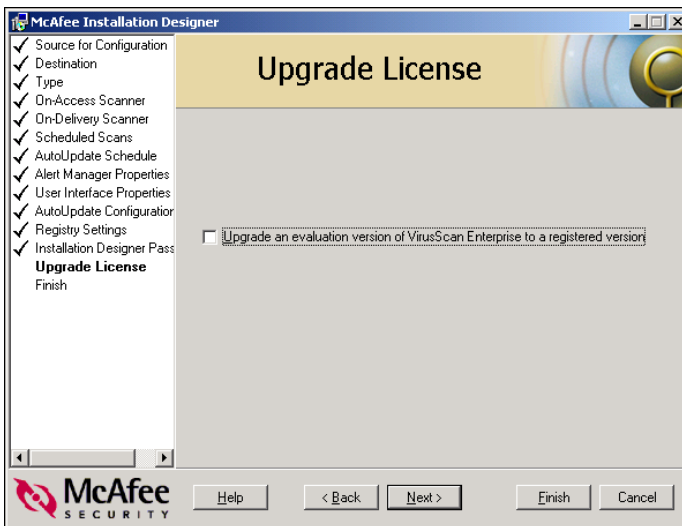 McAfee Installation Designer
Source for Configuration
Destination
Type
On-Access Scanner
On-Delivery Scanner
Scheduled Scans
AutoUpdate Schedule
Alert Manager Properties
User Interface Properties
AutoUpdate Configuration
Registry Settings
Installation Designer Pass
Upgrade License
Finish
Upgrade License
Upgrade an evaluation version of VirusScan Enterprise to a registered version
McAfee
SECURITY
Help
< Back
Next >
Finish
Cancel